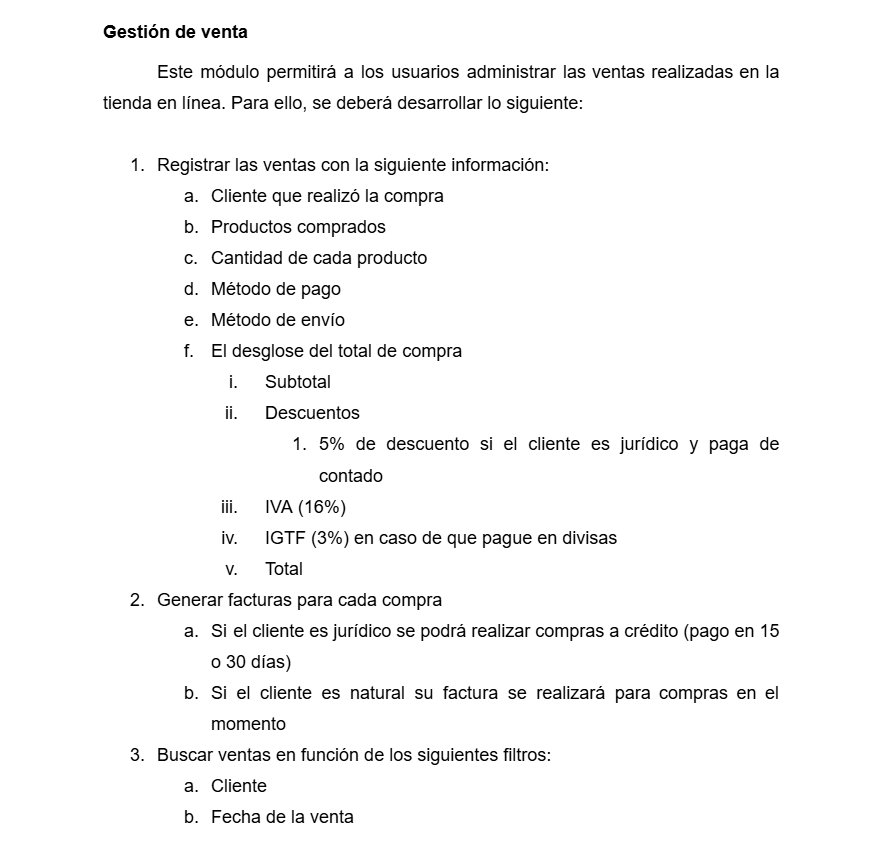 Gestión de venta
Este módulo permitirá a los usuarios administrar las ventas realizadas en la
tienda en línea. Para ello, se deberá desarrollar lo siguiente:
1. Registrar las ventas con la siguiente información:
a. Cliente que realizó la compra
b. Productos comprados
c. Cantidad de cada producto
d. Método de pago
e. Método de envío
f. El desglose del total de compra
i. Subtotal
ii. Descuentos
1. 5% de descuento si el cliente es jurídico y paga de
contado
iii. IVA (16%)
iv. IGTF (3%) en caso de que pague en divisas
v. Total
2. Generar facturas para cada compra
a. Si el cliente es jurídico se podrá realizar compras a crédito (pago en 15
o 30 días)
b. Si el cliente es natural su factura se realizará para compras en el
momento
3. Buscar ventas en función de los siguientes filtros:
a. Cliente
b. Fecha de la venta